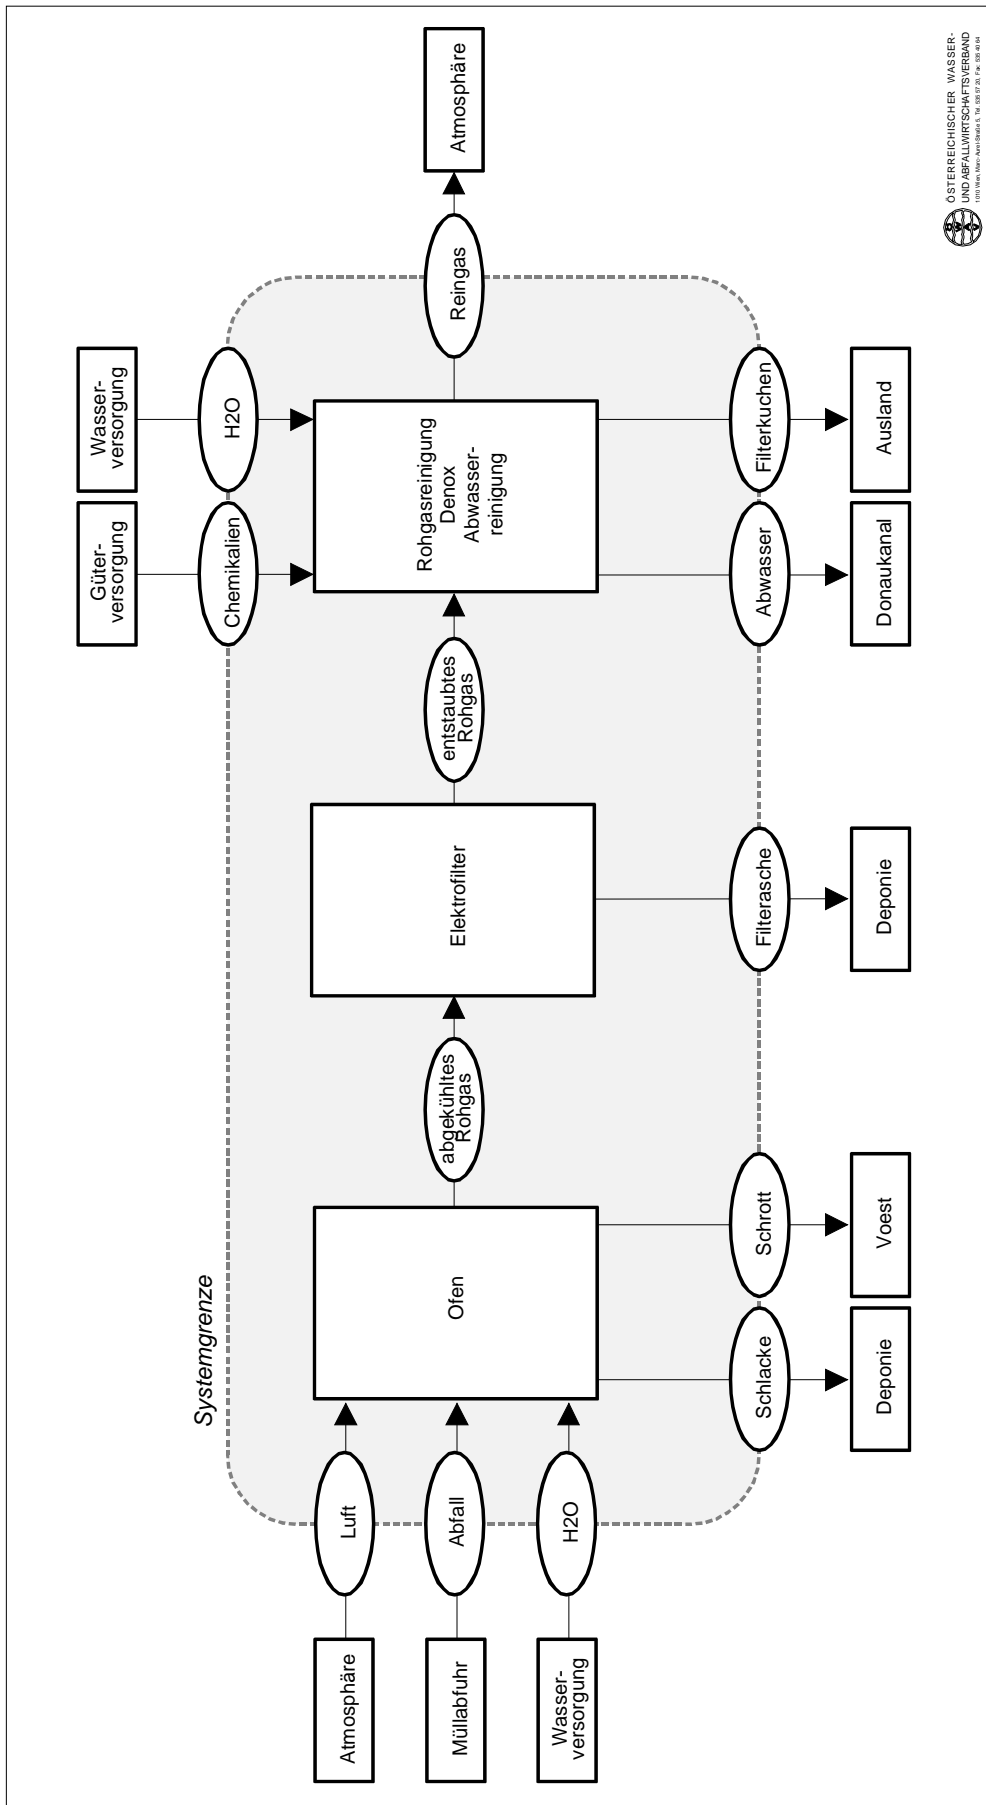 Systemgrenze
Güter-
versorgung
Wasser-
versorgung
Chemikalien
H2O
Atmosphäre
Luft
Müllabfuhr
Abfall
Wasser-
versorgung
H2O
Ofen
abgekühltes
Rohgas
Elektrofilter
entstaubtes
Rohgas
Rohgasreinigung
Denox
Abwasser-
reinigung
Reingas
Atmosphäre
Schlacke
Schrott
Filterasche
Abwasser
Filterkuchen
Deponie
Voest
Deponie
Donaukanal
Ausland
ÖSTERREICHISCHER WASSER-
UND ABFALLWIRTSCHAFTSVERBAND